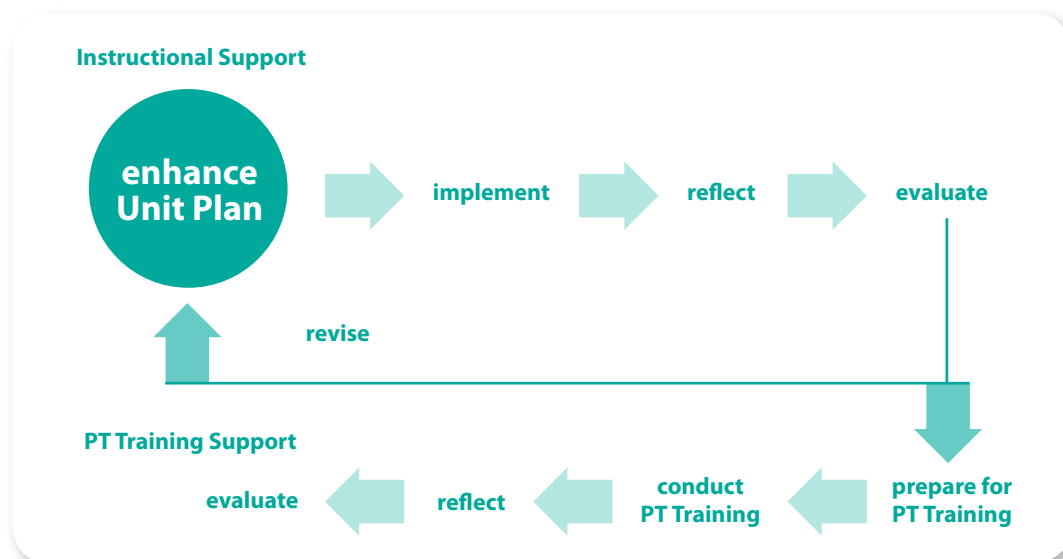 Instructional Support
enhance
Unit Plan
implement
reflect
evaluate
revise
PT Training Support
evaluate
reflect
conduct
PT Training
prepare for
PT Training